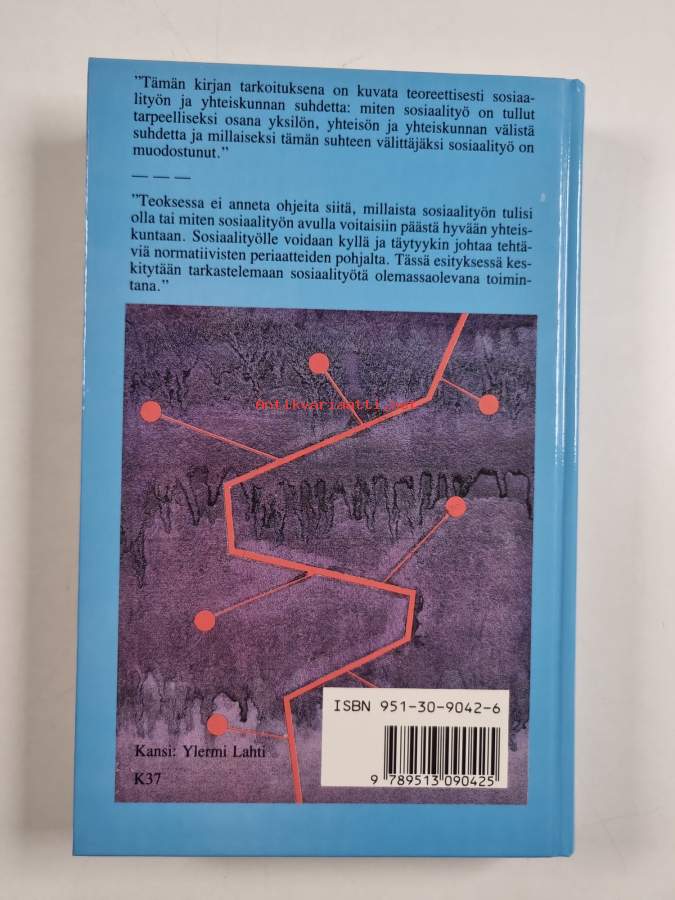 ”Tämän kirjan tarkoituksena on kuvata teoreettisesti sosiaa-
lityön ja yhteiskunnan suhdetta: miten sosiaalityö on tullut
tarpeelliseksi osana yksilön, yhteisön ja yhteiskunnan välistä
suhdetta ja millaiseksi tämän suhteen välittäjäksi sosiaalityö on
muodostunut.”
— — —
”Teoksessa ei anneta ohjeita siitä, millaista sosiaalityön tulisi
olla tai miten sosiaalityön avulla voitaisiin päästä hyvään yhteis-
kuntaan. Sosiaalityölle voidaan kyllä ja täytyykin johtaa tehtä-
viä normatiivisten periaatteiden pohjalta. Tässä esityksessä kes-
kitytään tarkastelemaan sosiaalityötä olemassaolevana toimin-
tana.”
antikvariaatti.net
ISBN 951-30-9042-6
9 789513 090425
Kansi: Ylermi Lahti
K37